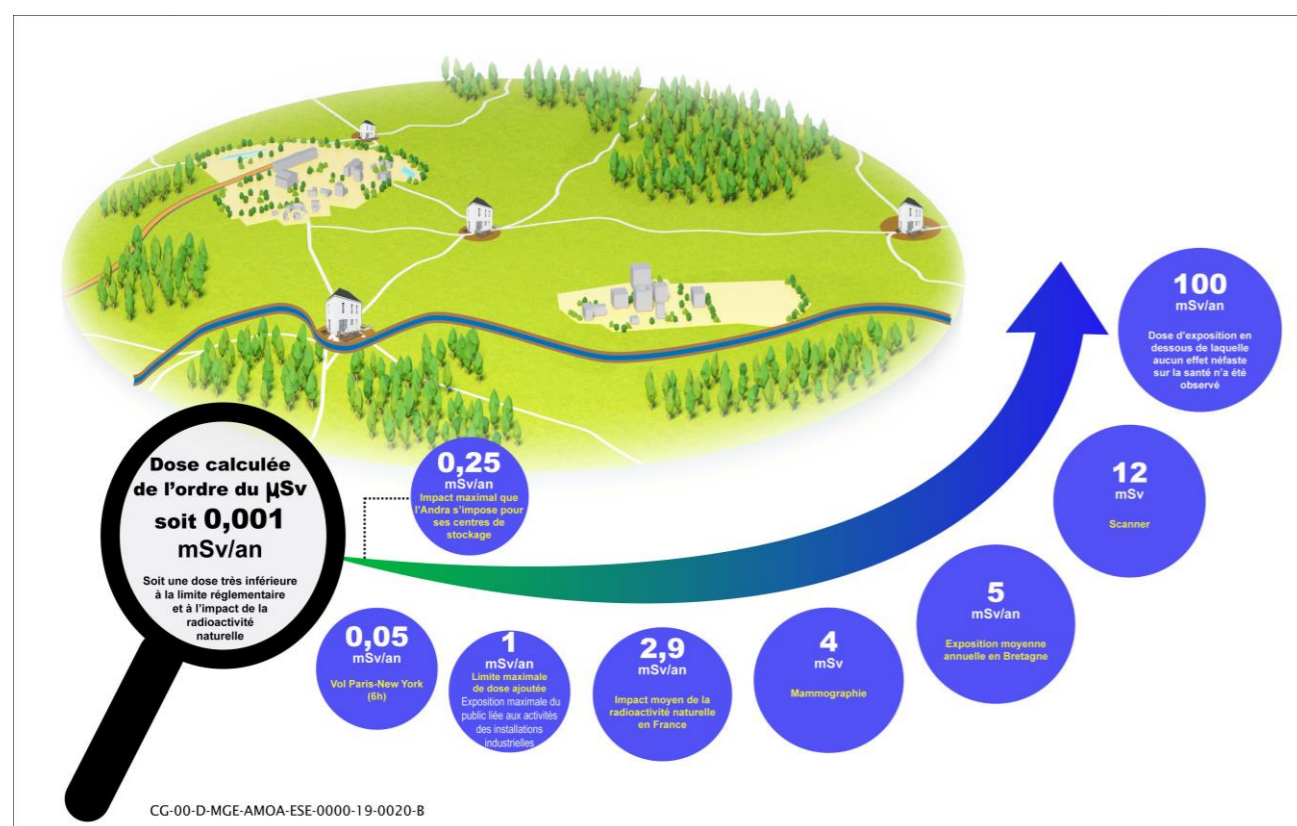 Dose calculée
de l'ordre du µSv
soit 0,001
mSv/an
Soit une dose très inférieure
à la limite réglementaire
et à l'impact de la
radioactivité
naturelle
0,25
mSv/an
Impact maximal que
l'Andra s'impose pour
ses centres de
stockage
0,05
mSv/an
Vol Paris-New York
(6h)
1
mSv/an
Limite maximale
de dose ajoutée
Exposition maximale du
public liée aux activités
des installations
industrielles
2,9
mSv/an
Impact moyen de la
radioactivité naturelle
en France
4
mSv
Mammographie
5
mSv/an
Exposition moyenne
annuelle en Bretagne
12
mSv
Scanner
100
mSv/an
Dose d'exposition en
dessous de laquelle
aucun effet néfaste
sur la santé n'a été
observé
CG-00-D-MGE-AMOA-ESE-0000-19-0020-B